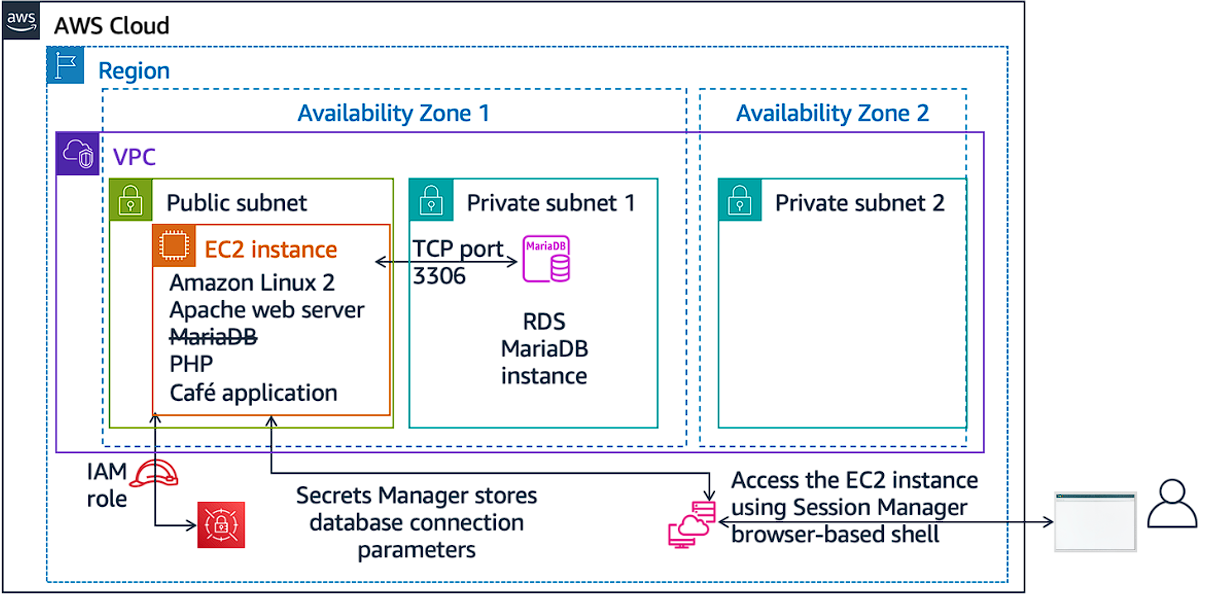 aws
AWS Cloud
Region
Availability Zone 1
Availability Zone 2
VPC
Public subnet
Private subnet 1
Private subnet 2
EC2 instance
Amazon Linux 2
Apache web server
MariaDB
PHP
Café application
TCP port
3306
MariaDB
RDS
MariaDB
instance
IAM
role
Secrets Manager stores
database connection
parameters
Access the EC2 instance
using Session Manager
browser-based shell